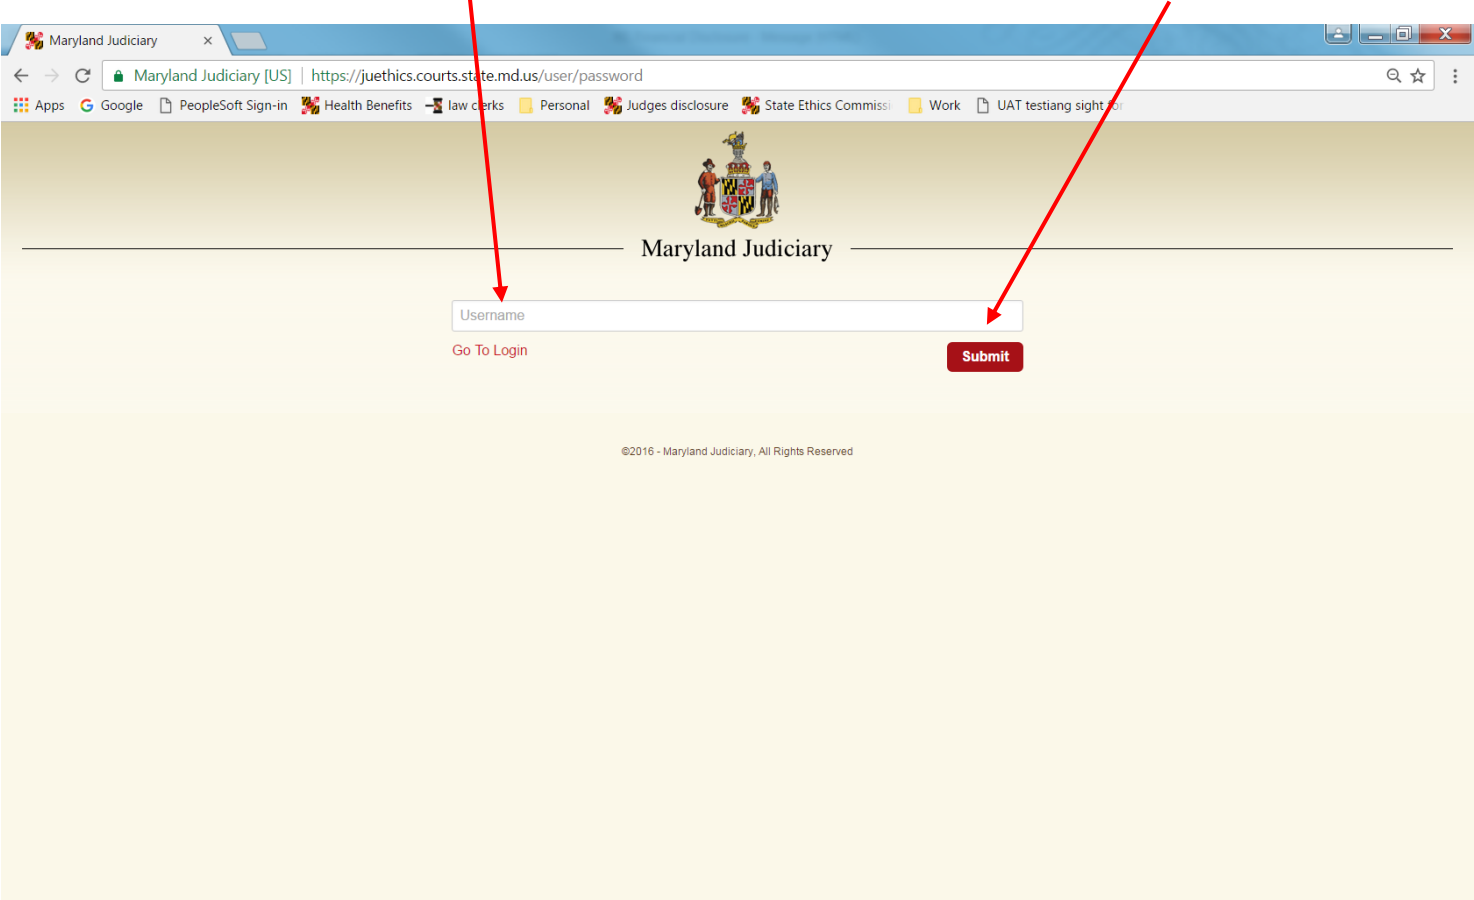 Maryland Judiciary
Maryland Judiciary [US] | https://juethics.courts.state.md.us/user/password
Apps Google PeopleSoft Sign-in Health Benefits law clerks Personal Judges disclosure State Ethics Commissi Work UAT testiang sight for
Maryland Judiciary
Username
Go To Login
Submit
©2016 - Maryland Judiciary, All Rights Reserved